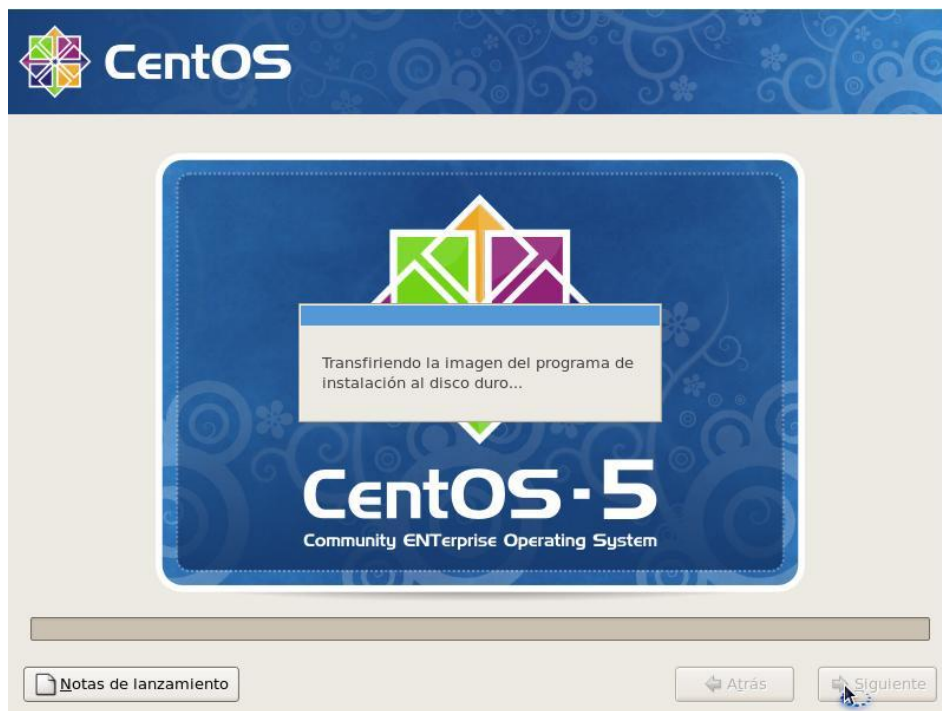 CentOS
Transfiriendo la imagen del programa de
instalación al disco duro...
CentOS-5
Community ENTerprise Operating System
Notas de lanzamiento
Atrás
Siguiente